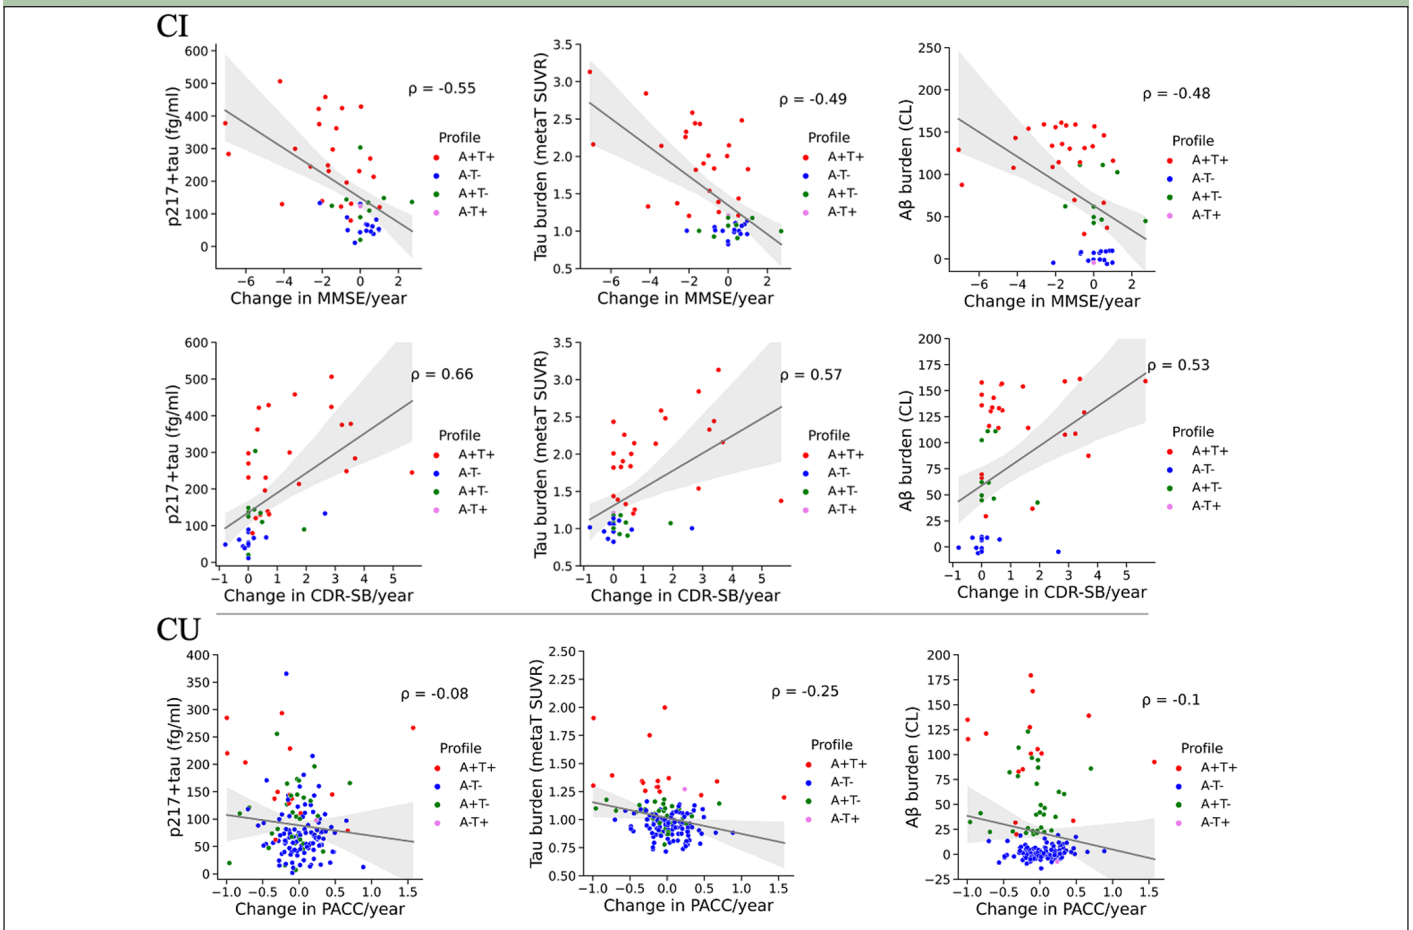 CI
p217+tau (fg/ml)
600
500
400
300
200
100
0
−6 −4 −2 0 2
Change in MMSE/year
ρ = -0.55
Profile
A+T+
A-T-
A+T-
A-T+
Tau burden (metaT SUVR)
3.5
3.0
2.5
2.0
1.5
1.0
0.5
−6 −4 −2 0 2
Change in MMSE/year
ρ = -0.49
Profile
A+T+
A-T-
A+T-
A-T+
Aβ burden (CL)
250
200
150
100
50
0
−6 −4 −2 0 2
Change in MMSE/year
ρ = -0.48
Profile
A+T+
A-T-
A+T-
A-T+
p217+tau (fg/ml)
600
500
400
300
200
100
0
−1 0 1 2 3 4 5
Change in CDR-SB/year
ρ = 0.66
Profile
A+T+
A-T-
A+T-
A-T+
Tau burden (metaT SUVR)
3.5
3.0
2.5
2.0
1.5
1.0
0.5
−1 0 1 2 3 4 5
Change in CDR-SB/year
ρ = 0.57
Profile
A+T+
A-T-
A+T-
A-T+
Aβ burden (CL)
200
175
150
125
100
75
50
25
0
−1 0 1 2 3 4 5
Change in CDR-SB/year
ρ = 0.53
Profile
A+T+
A-T-
A+T-
A-T+
CU
p217+tau (fg/ml)
400
350
300
250
200
150
100
50
0
−1.0 −0.5 0.0 0.5 1.0 1.5
Change in PACC/year
ρ = -0.08
Profile
A+T+
A-T-
A+T-
A-T+
Tau burden (metaT SUVR)
2.50
2.25
2.00
1.75
1.50
1.25
1.00
0.75
0.50
−1.0 −0.5 0.0 0.5 1.0 1.5
Change in PACC/year
ρ = -0.25
Profile
A+T+
A-T-
A+T-
A-T+
Aβ burden (CL)
200
175
150
125
100
75
50
25
0
−25
−1.0 −0.5 0.0 0.5 1.0 1.5
Change in PACC/year
ρ = -0.1
Profile
A+T+
A-T-
A+T-
A-T+